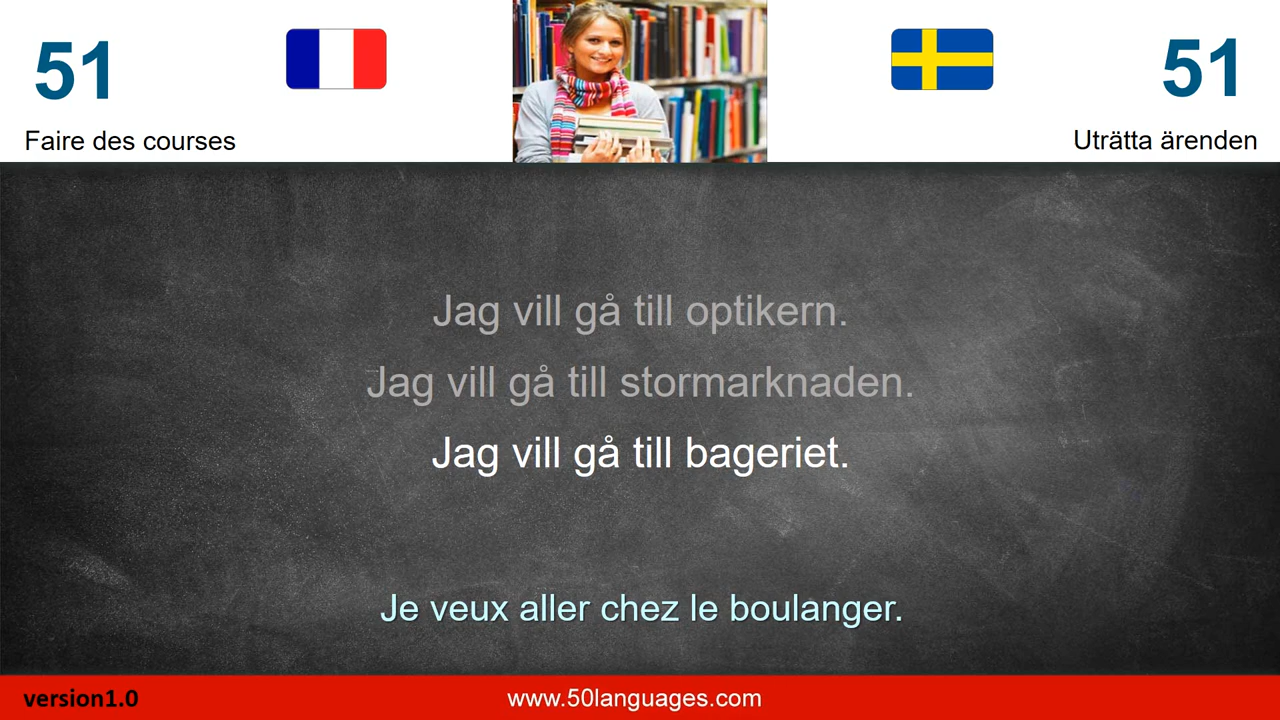 51
51
Faire des courses
Uträtta ärenden
Jag vill gå till optikern.
Jag vill gå till stormarknaden.
Jag vill gå till bageriet.
Je veux aller chez le boulanger.
version1.0
www.50languages.com